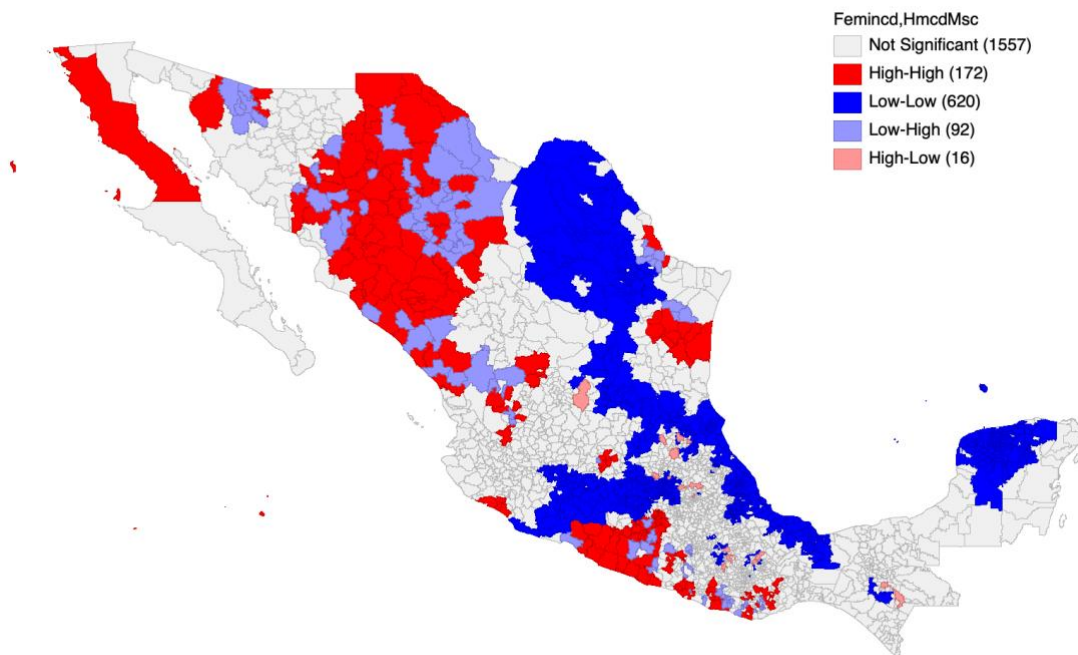 Femincd,HmcdMsc
Not Significant (1557)
High-High (172)
Low-Low (620)
Low-High (92)
High-Low (16)